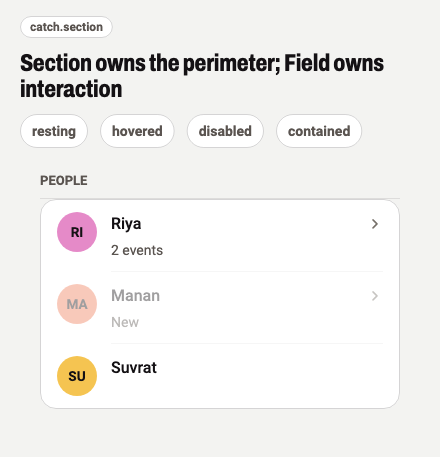 catch.section
Section owns the perimeter; Field owns
interaction
resting hovered disabled contained
PEOPLE
RI Riya
2 events
MA Manan
New
SU Suvrat